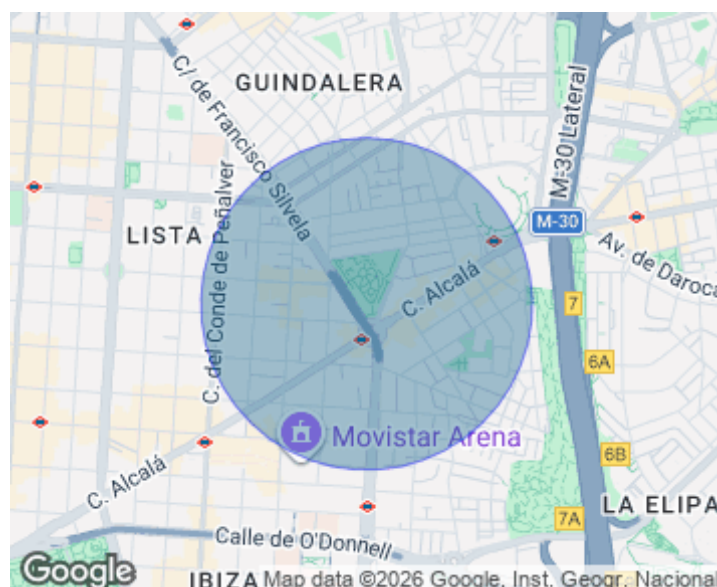 GUINDALERA
C/ de Francisco Silvela
M-30 Lateral
C. del Conde de Peñalver
LISTA
M-30
Av. de Daroca
C. Alcalá
7
6A
Movistar Arena
6B
C. Alcalá
LA ELIPA
7A
Calle de O'Donnell
Google
IBIZA
Map data ©2026 Google, Inst. Geogr. Nacional